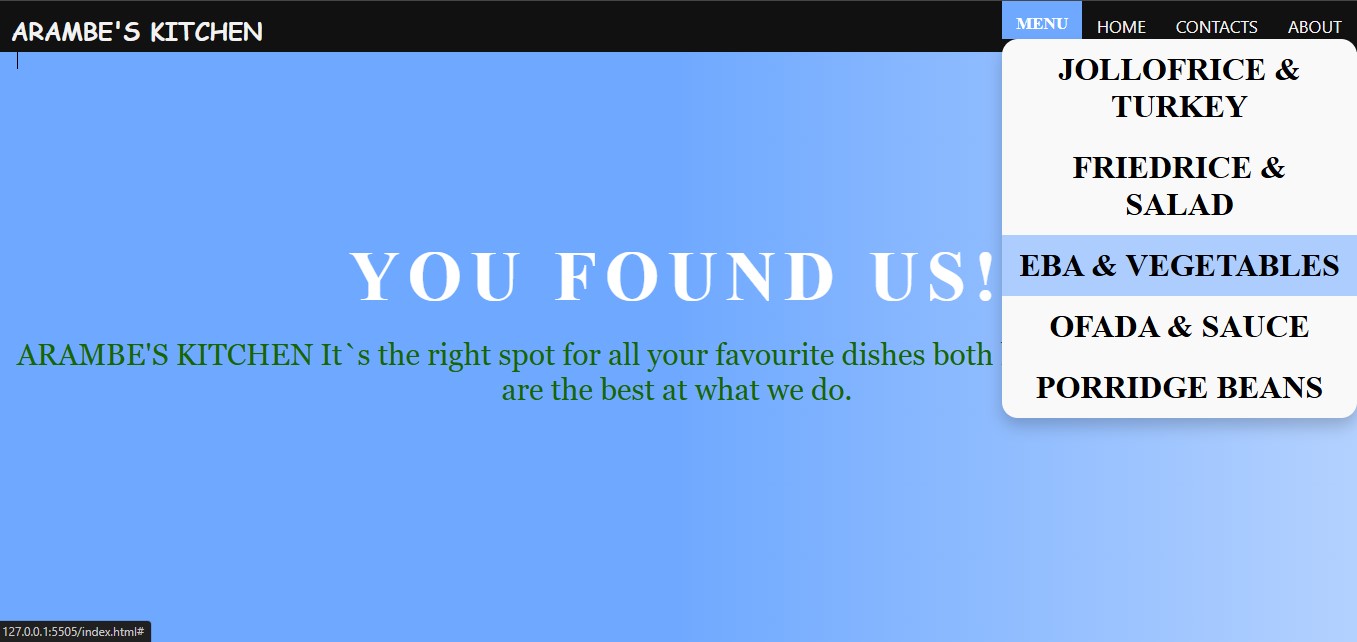 ARAMBE'S KITCHEN
MENU
HOME
CONTACTS
ABOUT
JOLLOFRICE &
TURKEY
FRIEDRICE &
SALAD
EBA & VEGETABLES
OFADA & SAUCE
PORRIDGE BEANS
YOU FOUND US!
ARAMBE'S KITCHEN It`s the right spot for all your favourite dishes both
are the best at what we do.
127.0.0.1:5505/index.html#